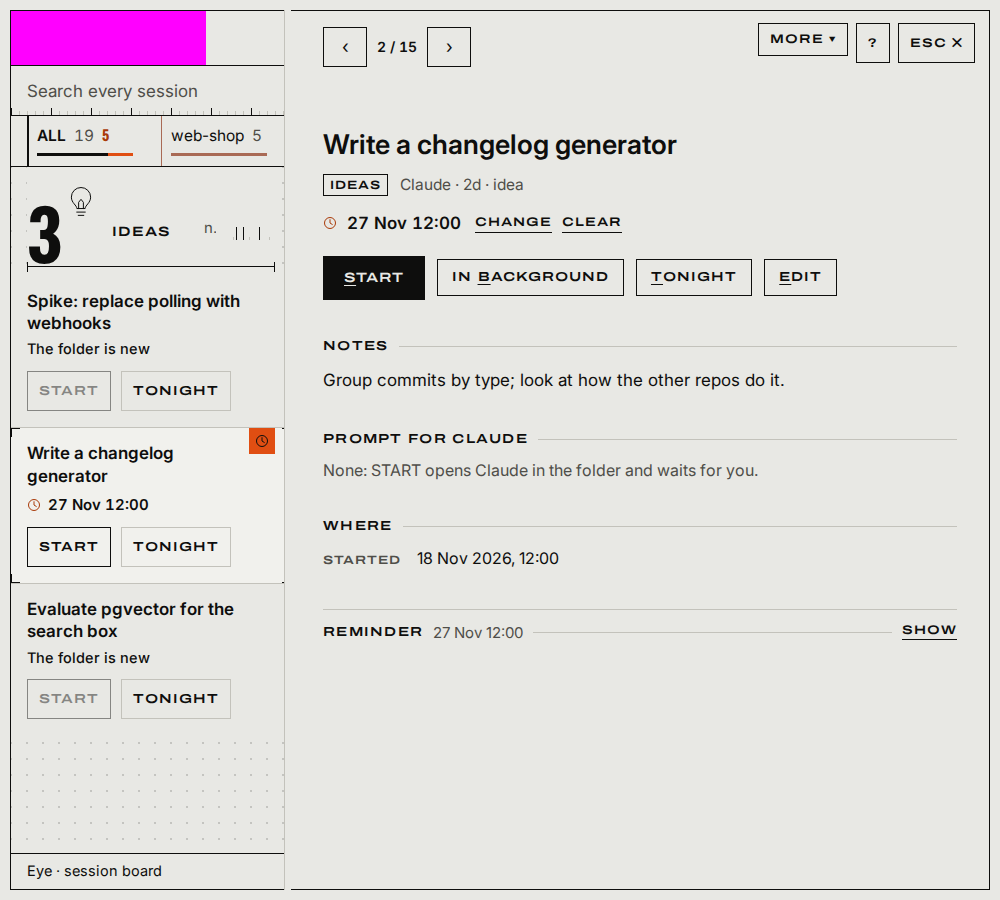 Search every session
ALL 19 5
web-shop 5
3 IDEAS n.
Spike: replace polling with
webhooks
The folder is new
START TONIGHT
Write a changelog
generator
27 Nov 12:00
START TONIGHT
Evaluate pgvector for the
search box
The folder is new
START TONIGHT
Eye · session board
‹ 2 / 15 ›
MORE ▾ ? ESC ✕
Write a changelog generator
IDEAS Claude · 2d · idea
27 Nov 12:00 CHANGE CLEAR
START IN BACKGROUND TONIGHT EDIT
NOTES
Group commits by type; look at how the other repos do it.
PROMPT FOR CLAUDE
None: START opens Claude in the folder and waits for you.
WHERE
STARTED 18 Nov 2026, 12:00
REMINDER 27 Nov 12:00 SHOW